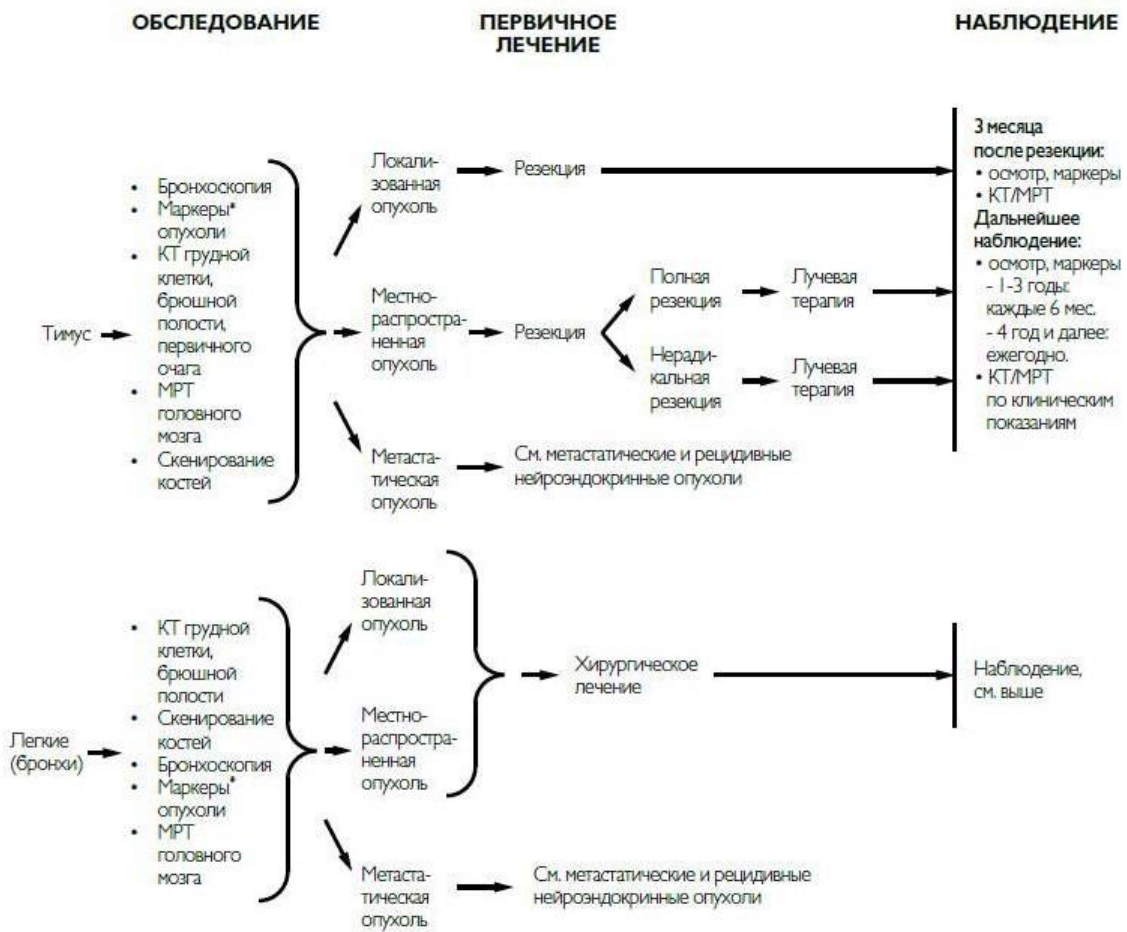 ОБСЛЕДОВАНИЕ
ПЕРВИЧНОЕ
ЛЕЧЕНИЕ
НАБЛЮДЕНИЕ
Тимус
• Бронхоскопия
• Маркеры*
опухоли
• КТ грудной
клетки,
брюшной
полости,
первичного
очага
• МРТ
головного
мозга
• Скенирование
костей
Локали-
зованная
опухоль
Резекция
Местно-
распростра-
ненная
опухоль
Резекция
Полная
резекция
Лучевая
терапия
Неради-
кальная
резекция
Лучевая
терапия
Метаста-
тическая
опухоль
См. метастатические и рецидивные
нейроэндокринные опухоли
3 месяца
после резекции:
• осмотр, маркеры
• КТ/МРТ
Дальнейшее
наблюдение:
• осмотр, маркеры
- 1-3 годы:
каждые 6 мес.
- 4 год и далее:
ежегодно.
• КТ/МРТ
по клиническим
показаниям
Легкие
(бронхи)
• КТ грудной
клетки,
брюшной
полости
• Скенирование
костей
• Бронхоскопия
• Маркеры*
опухоли
• МРТ
головного
мозга
Локали-
зованная
опухоль
Местно-
распростра-
ненная
опухоль
Хирургическое
лечение
Наблюдение,
см. выше
Метаста-
тическая
опухоль
См. метастатические и рецидивные
нейроэндокринные опухоли